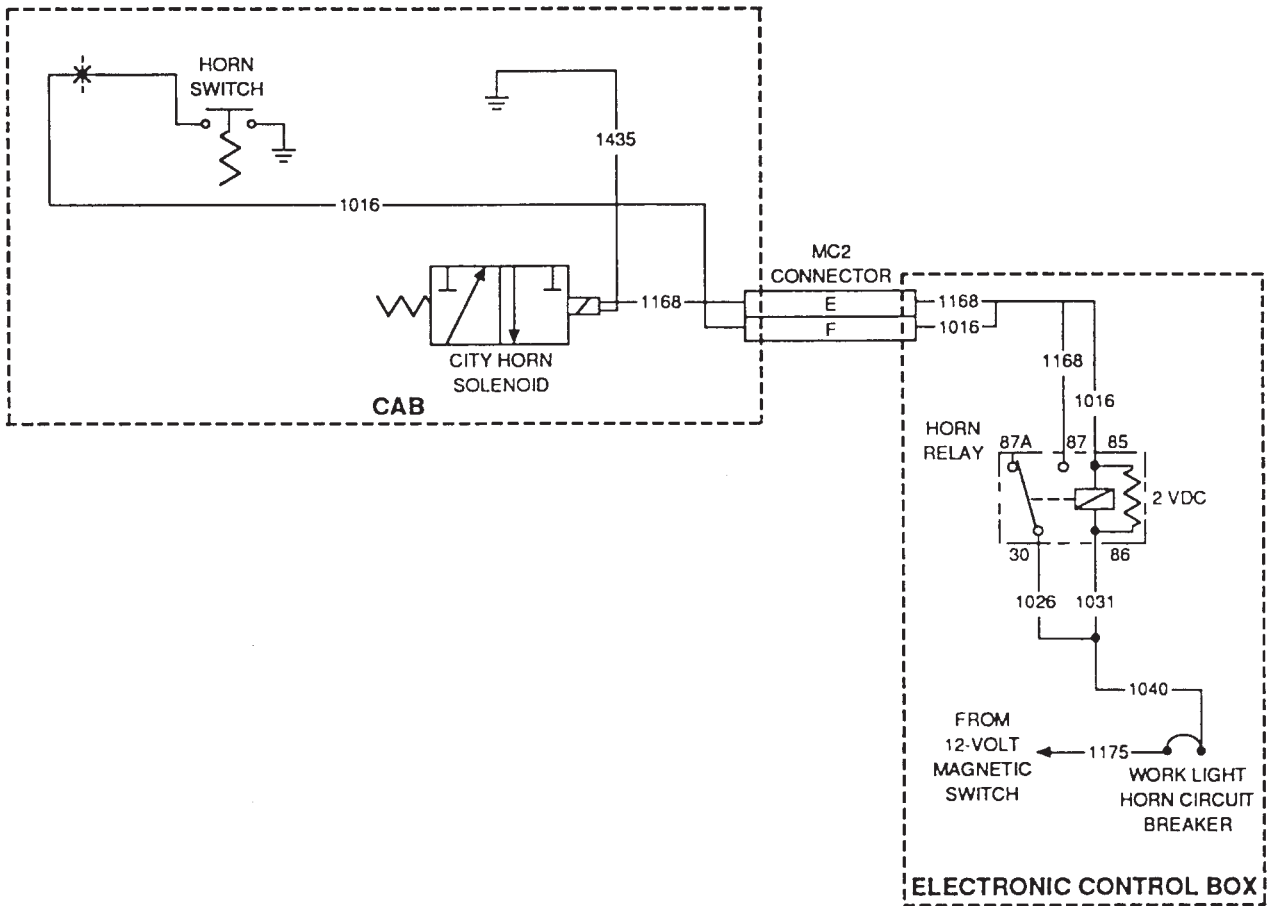 HORN
SWITCH
1435
1016
MC2
CONNECTOR
1168
E
1168
F
1016
CITY HORN
SOLENOID
CAB
1168
1016
HORN
RELAY
87A
87
85
2 VDC
30
86
1026
1031
1040
FROM
12-VOLT
MAGNETIC
SWITCH
1175
WORK LIGHT
HORN CIRCUIT
BREAKER
ELECTRONIC CONTROL BOX